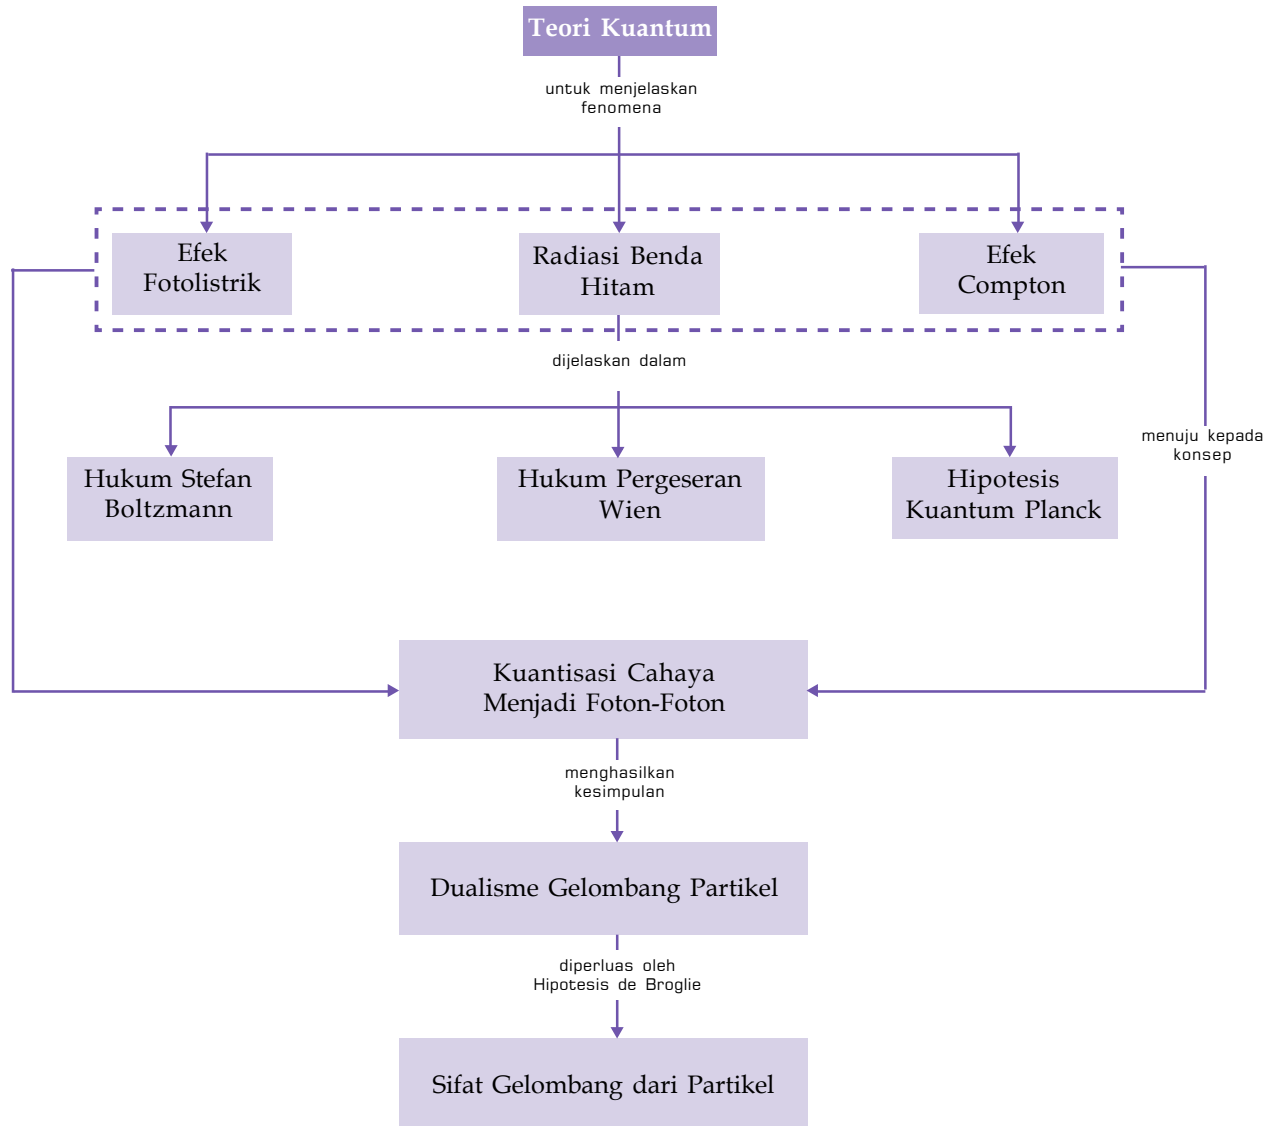 Teori Kuantum
untuk menjelaskan
fenomena
Efek
Fotolistrik
Radiasi Benda
Hitam
Efek
Compton
dijelaskan dalam
menuju kepada
konsep
Hukum Stefan
Boltzmann
Hukum Pergeseran
Wien
Hipotesis
Kuantum Planck
Kuantisasi Cahaya
Menjadi Foton-Foton
menghasilkan
kesimpulan
Dualisme Gelombang Partikel
diperluas oleh
Hipotesis de Broglie
Sifat Gelombang dari Partikel